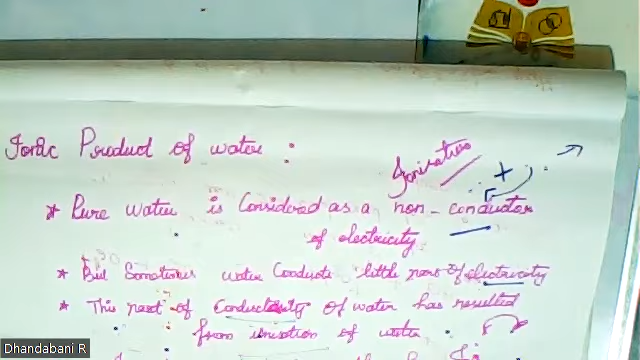 Ionic Product of water :
Ionisation
* Pure water is Considered as a non-conductor
of electricity
* But Sometimes water Conducts little part of electricity
* This part of Conductivity of water has resulted
from ionisation of water
Dhandabani R